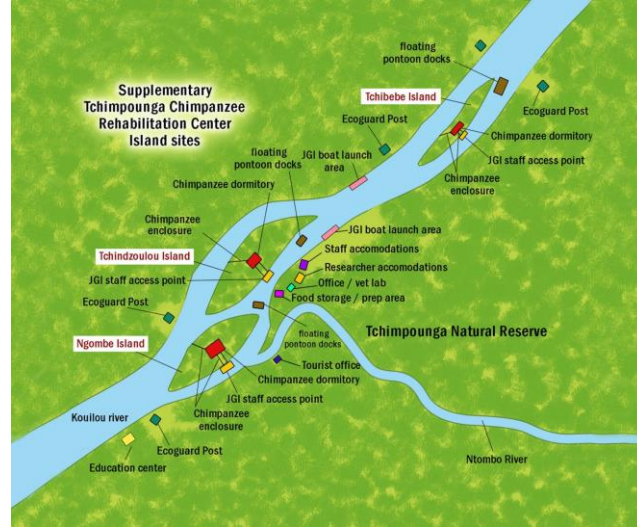 Supplementary
Tchimpounga Chimpanzee
Rehabilitation Center
Island sites
floating
pontoon docks
Tchibebe Island
Ecoguard Post
Ecoguard Post
Chimpanzee dormitory
JGI staff access point
Chimpanzee
enclosure
floating
pontoon docks
JGI boat launch
area
Chimpanzee dormitory
Chimpanzee
enclosure
JGI boat launch area
Staff accomodations
Tchindzoulou Island
Researcher accomodations
JGI staff access point
Office / vet lab
Food storage / prep area
Ecoguard Post
floating
pontoon docks
Tchimpounga Natural Reserve
Ngombe Island
Tourist office
Chimpanzee dormitory
JGI staff access point
Kouilou river
Chimpanzee
enclosure
Ecoguard Post
Education center
Ntombo River